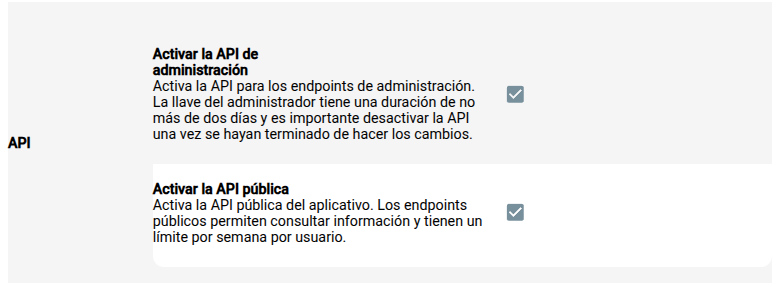 Activar la API de
administración
Activa la API para los endpoints de administración.
La llave del administrador tiene una duración de no
más de dos días y es importante desactivar la API
una vez se hayan terminado de hacer los cambios.
API
Activar la API pública
Activa la API pública del aplicativo. Los endpoints
públicos permiten consultar información y tienen un
límite por semana por usuario.